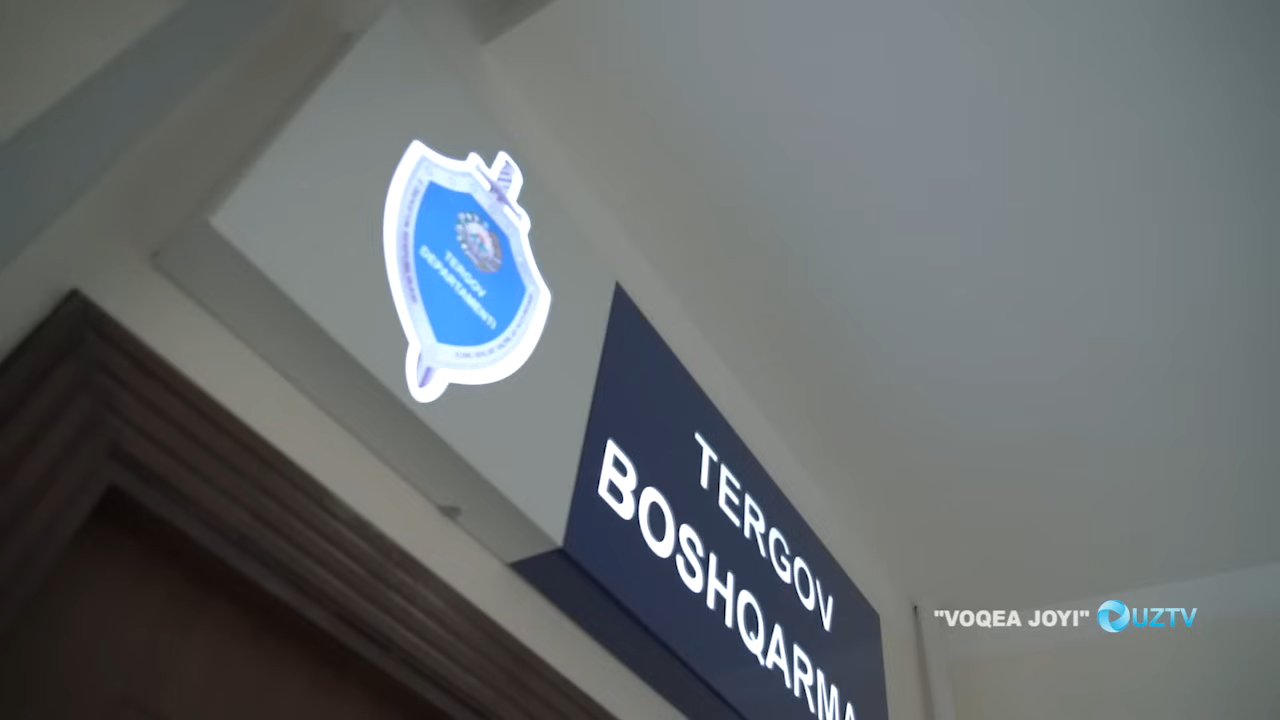 TERGOV
DEPARTAMENTI
TERGOV
BOSHQARMA
"VOQEA JOYI" UZTV